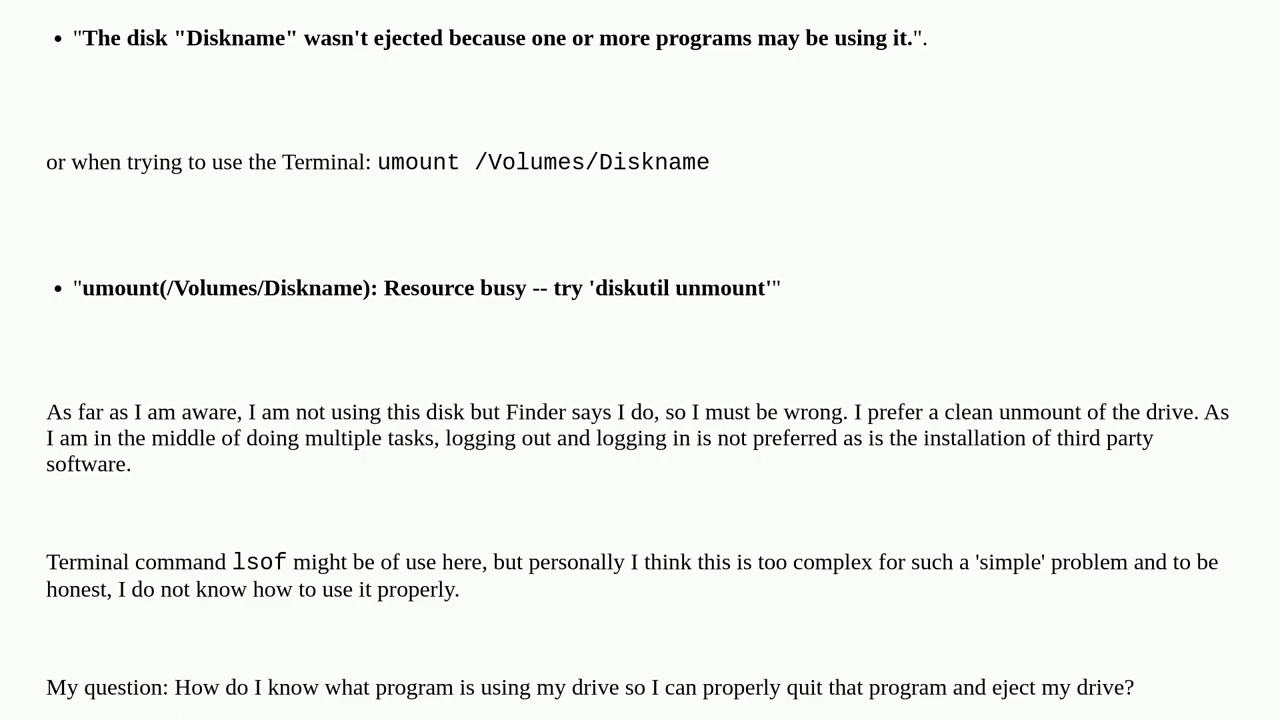 • "The disk "Diskname" wasn't ejected because one or more programs may be using it.".
or when trying to use the Terminal: umount /Volumes/Diskname
• "umount(/Volumes/Diskname): Resource busy -- try 'diskutil unmount'"
As far as I am aware, I am not using this disk but Finder says I do, so I must be wrong. I prefer a clean unmount of the drive. As
I am in the middle of doing multiple tasks, logging out and logging in is not preferred as is the installation of third party
software.
Terminal command lsof might be of use here, but personally I think this is too complex for such a 'simple' problem and to be
honest, I do not know how to use it properly.
My question: How do I know what program is using my drive so I can properly quit that program and eject my drive?